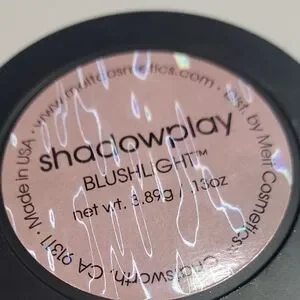 shadowplay
BLUSHLIGHT™
net wt. 3.89g / .13oz
Chatsworth, CA 91311 • Made in USA • www.muttcosmetics.com • dist. by Melt Cosmetics